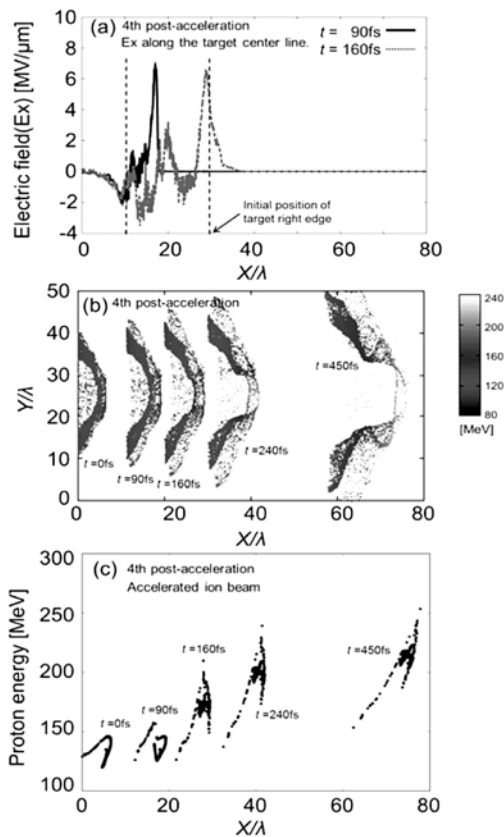 (a) 4th post-acceleration
Ex along the target center line.
t = 90fs
t = 160fs
Electric field(Ex) [MV/μm]
8
6
4
2
0
-2
-4
Initial position of
target right edge
0 20 40 60 80
X/λ
(b) 4th post-acceleration
Y/λ
50
40
30
20
10
0
t=0fs
t=90fs
t=160fs
t=240fs
t=450fs
0 20 40 60 80
X/λ
240
200
160
120
80
[MeV]
(c) 4th post-acceleration
Accelerated ion beam
Proton energy [MeV]
300
250
200
150
100
t=0fs
t=90fs
t=160fs
t=240fs
t=450fs
0 20 40 60 80
X/λ